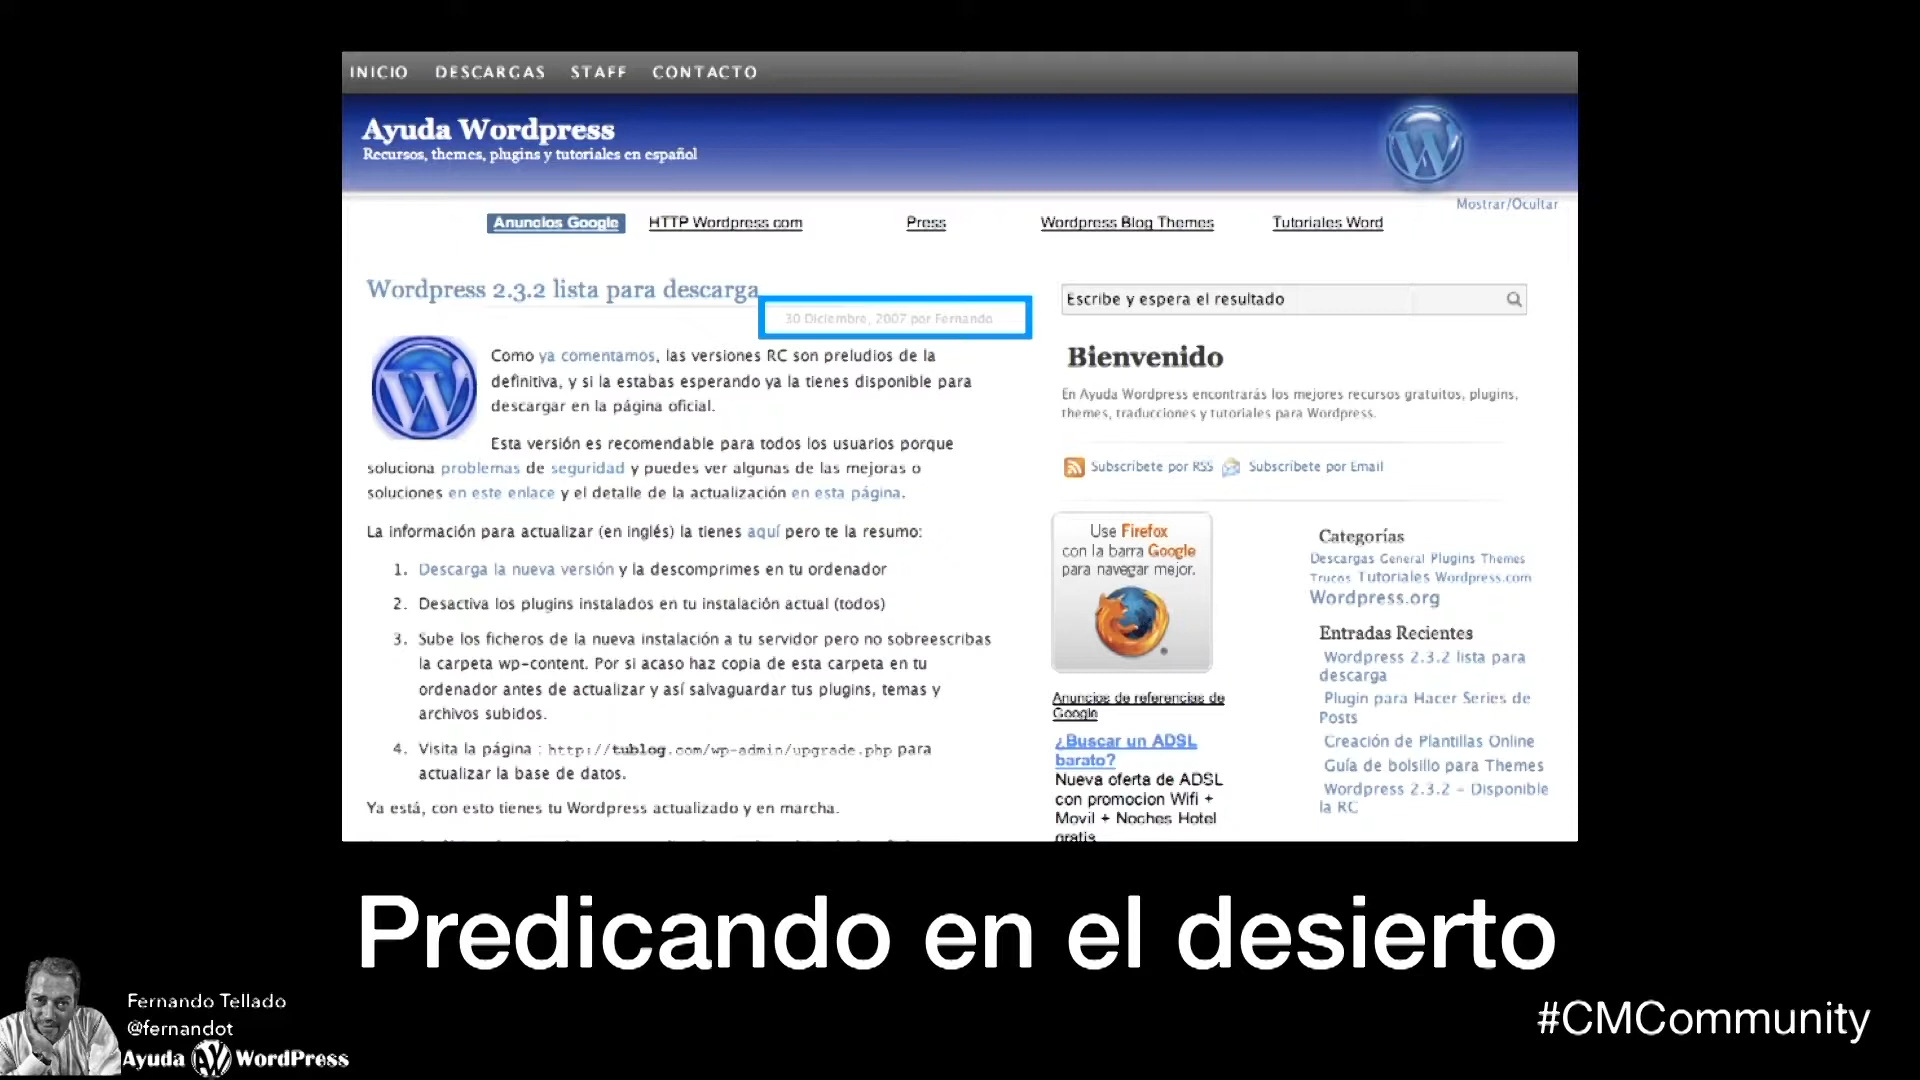 INICIO DESCARGAS STAFF CONTACTO
Ayuda Wordpress
Recursos, themes, plugins y tutoriales en español
Mostrar/Ocultar
Anuncios Google HTTP Wordpress com Press Wordpress Blog Themes Tutoriales Word
Wordpress 2.3.2 lista para descarga
30 Diciembre, 2007 por Fernando
Como ya comentamos, las versiones RC son preludios de la
definitiva, y si la estabas esperando ya la tienes disponible para
descargar en la página oficial.
Esta versión es recomendable para todos los usuarios porque
soluciona problemas de seguridad y puedes ver algunas de las mejoras o
soluciones en este enlace y el detalle de la actualización en esta página.
La información para actualizar (en inglés) la tienes aquí pero te la resumo:
1. Descarga la nueva versión y la descomprimes en tu ordenador
2. Desactiva los plugins instalados en tu instalación actual (todos)
3. Sube los ficheros de la nueva instalación a tu servidor pero no sobreescribas
la carpeta wp-content. Por si acaso haz copia de esta carpeta en tu
ordenador antes de actualizar y así salvaguardar tus plugins, temas y
archivos subidos.
4. Visita la página : http://tublog.com/wp-admin/upgrade.php para
actualizar la base de datos.
Ya está, con esto tienes tu Wordpress actualizado y en marcha.
Escribe y espera el resultado
Bienvenido
En Ayuda Wordpress encontrarás los mejores recursos gratuitos, plugins,
themes, traducciones y tutoriales para Wordpress.
Subscríbete por RSS Subscríbete por Email
Use Firefox
con la barra Google
para navegar mejor.
Anuncios de referencias de
Google
¿Buscar un ADSL
barato?
Nueva oferta de ADSL
con promocion Wifi +
Movil + Noches Hotel
gratis
Categorías
Descargas General Plugins Themes
Trucos Tutoriales Wordpress.com
Wordpress.org
Entradas Recientes
Wordpress 2.3.2 lista para
descarga
Plugin para Hacer Series de
Posts
Creación de Plantillas Online
Guía de bolsillo para Themes
Wordpress 2.3.2 – Disponible
la RC
Predicando en el desierto
Fernando Tellado
@fernandot
Ayuda WordPress
#CMCommunity